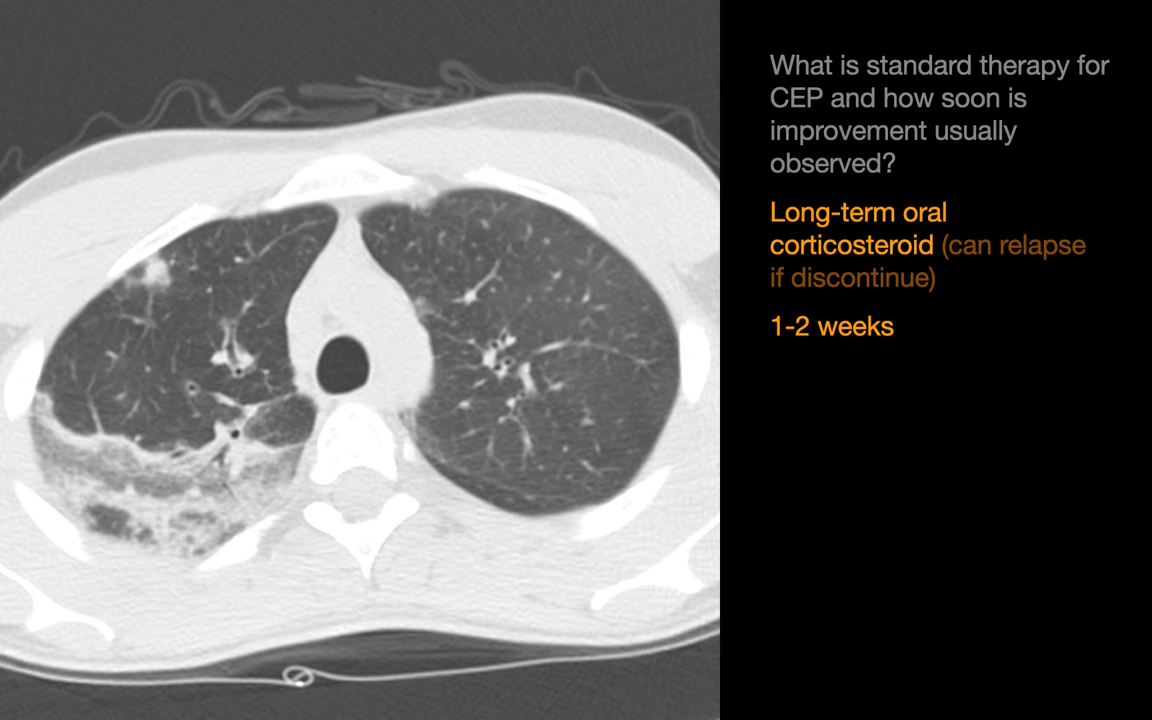 What is standard therapy for
CEP and how soon is
improvement usually
observed?
Long-term oral
corticosteroid (can relapse
if discontinue)
1-2 weeks